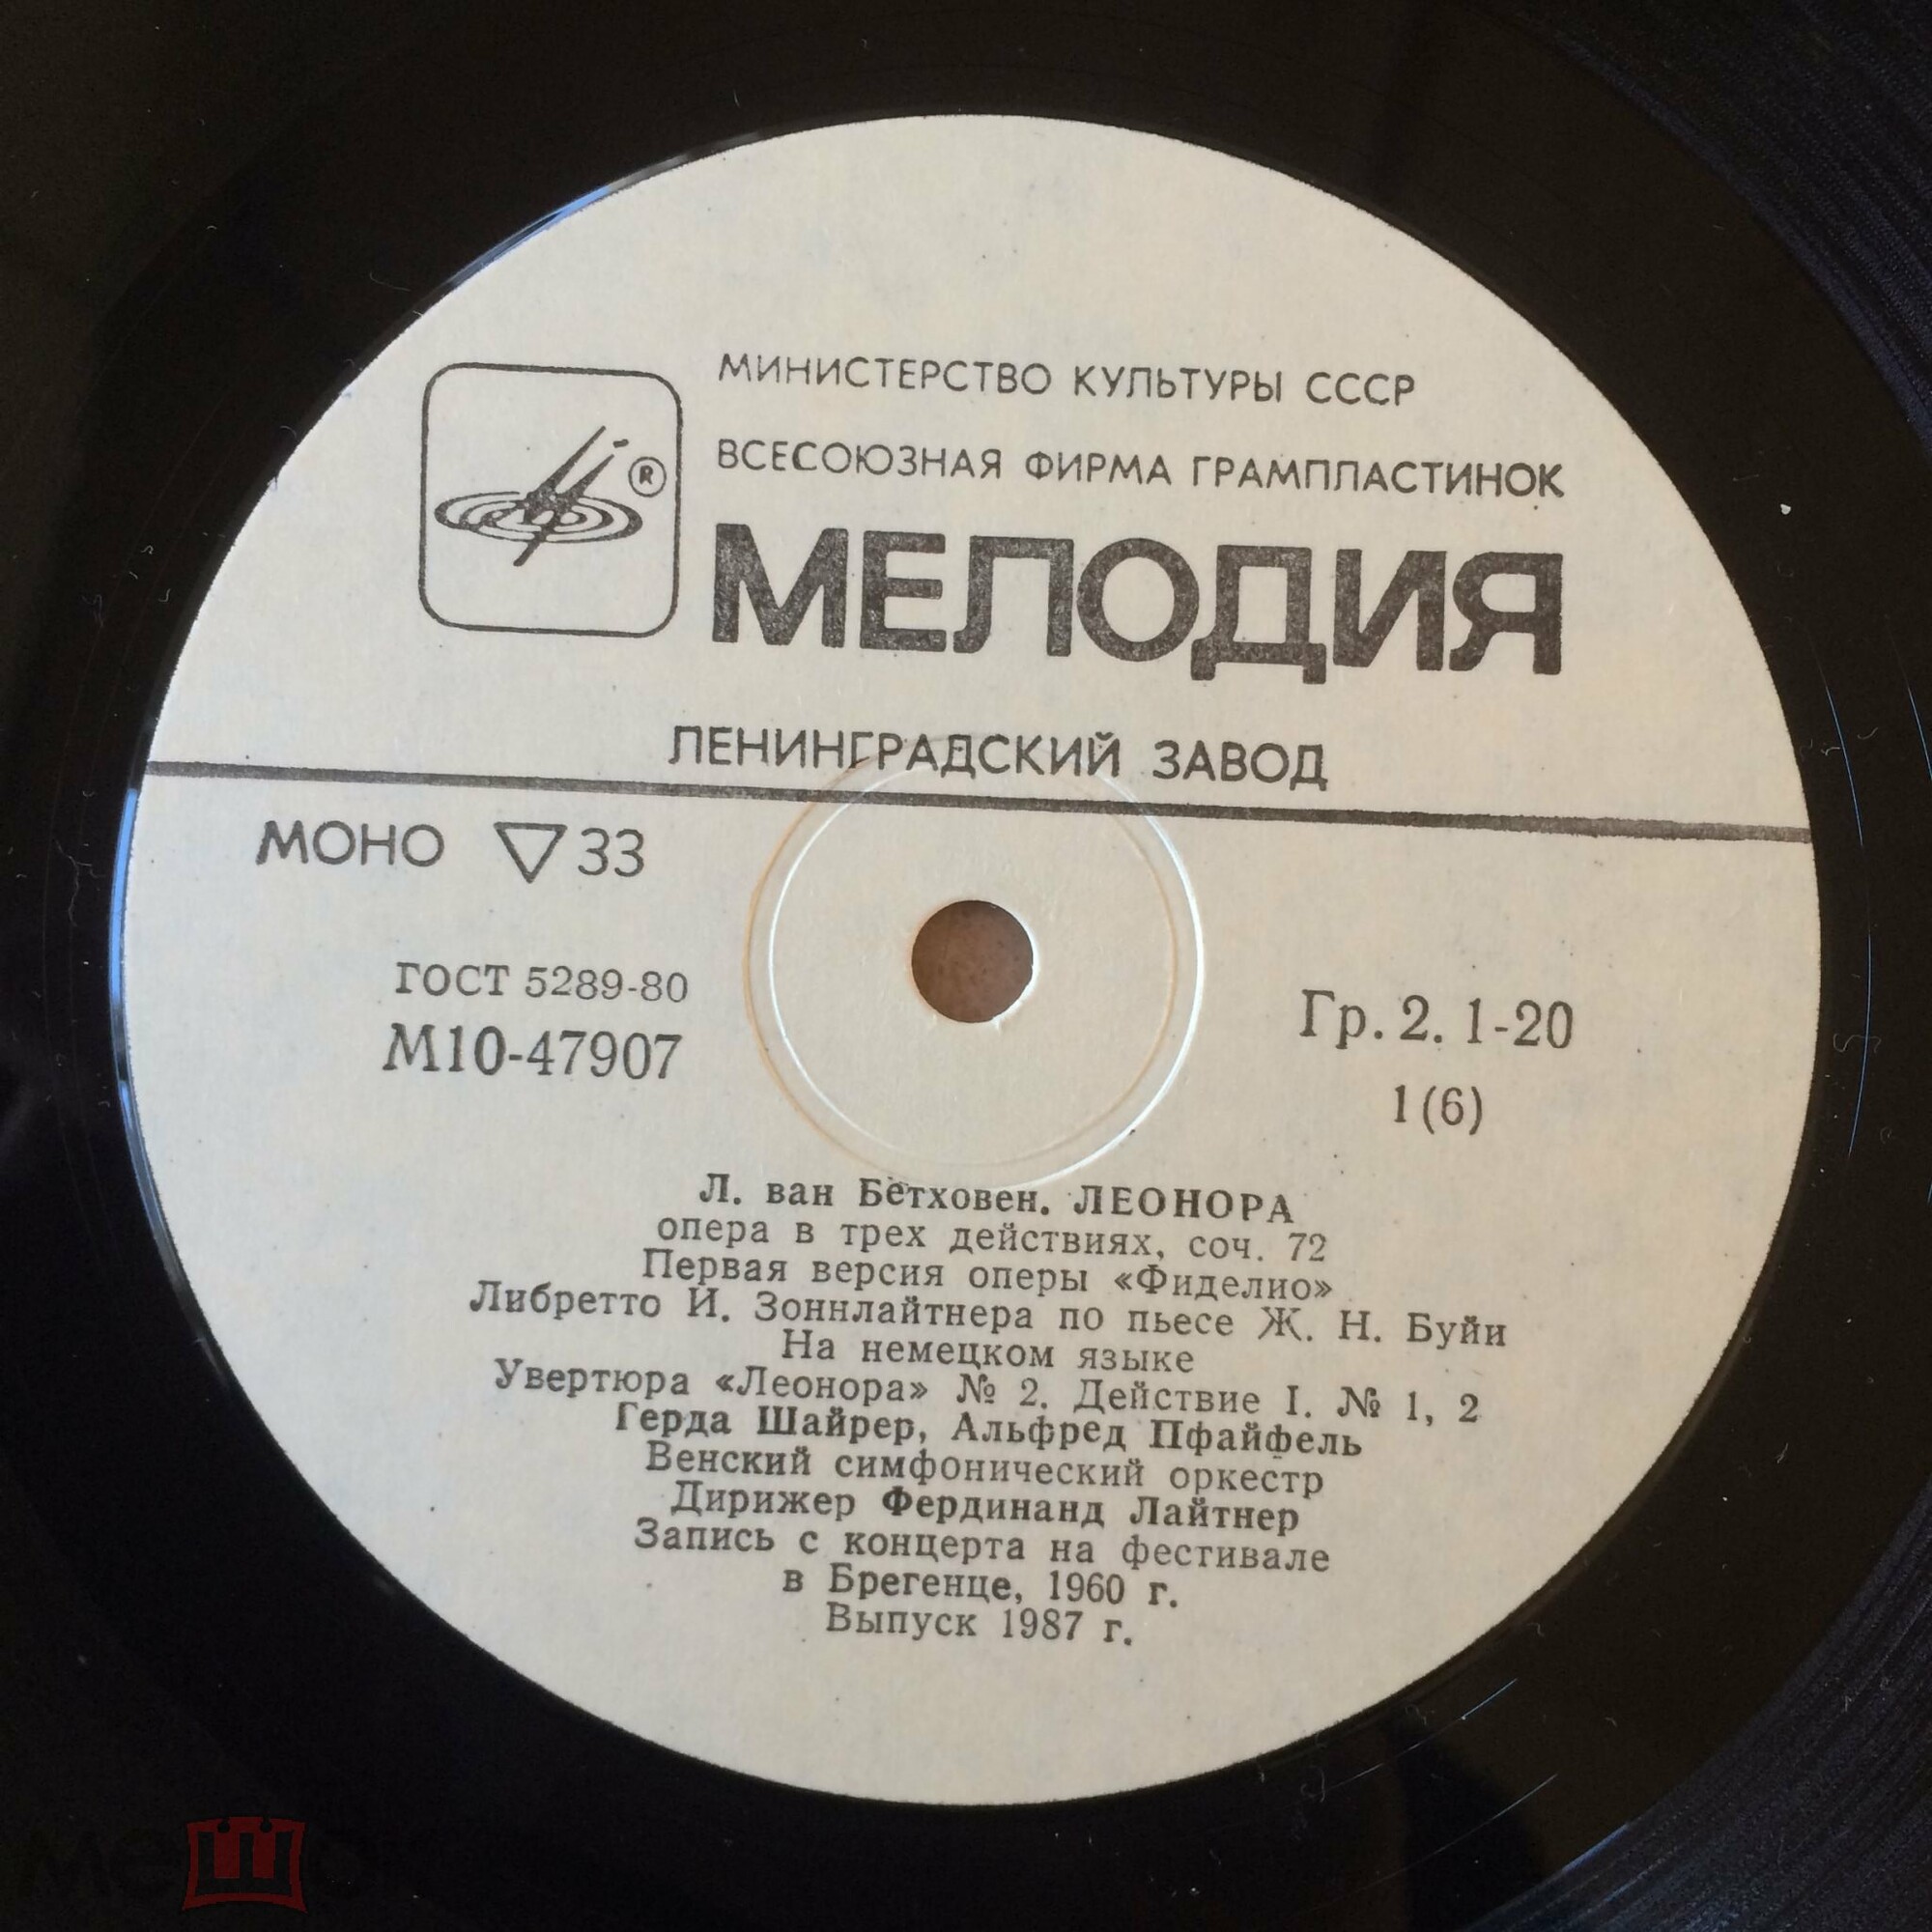 МИНИСТЕРСТВО КУЛЬТУРЫ СССР
ВСЕСОЮЗНАЯ ФИРМА ГРАМПЛАСТИНОК
®
МЕЛОДИЯ
ЛЕНИНГРАДСКИЙ ЗАВОД
МОНО ▽33
ГОСТ 5289-80
М10-47907
Гр. 2. 1-20
1(6)
Л. ван Бетховен. ЛЕОНОРА
опера в трех действиях, соч. 72
Первая версия оперы «Фиделио»
Либретто И. Зоннлайтнера по пьесе Ж. Н. Буйи
На немецком языке
Увертюра «Леонора» № 2. Действие I. № 1, 2
Герда Шайрер, Альфред Пфайфель
Венский симфонический оркестр
Дирижер Фердинанд Лайтнер
Запись с концерта на фестивале
в Брегенце, 1960 г.
Выпуск 1987 г.
мешок